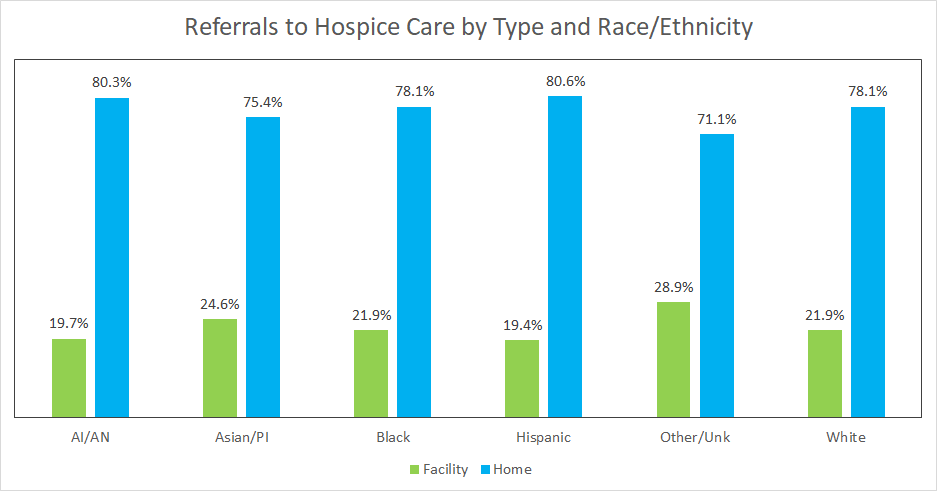 Referrals to Hospice Care by Type and Race/Ethnicity
80.3%
75.4%
78.1%
80.6%
71.1%
78.1%
19.7%
24.6%
21.9%
19.4%
28.9%
21.9%
AI/AN
Asian/PI
Black
Hispanic
Other/Unk
White
Facility
Home